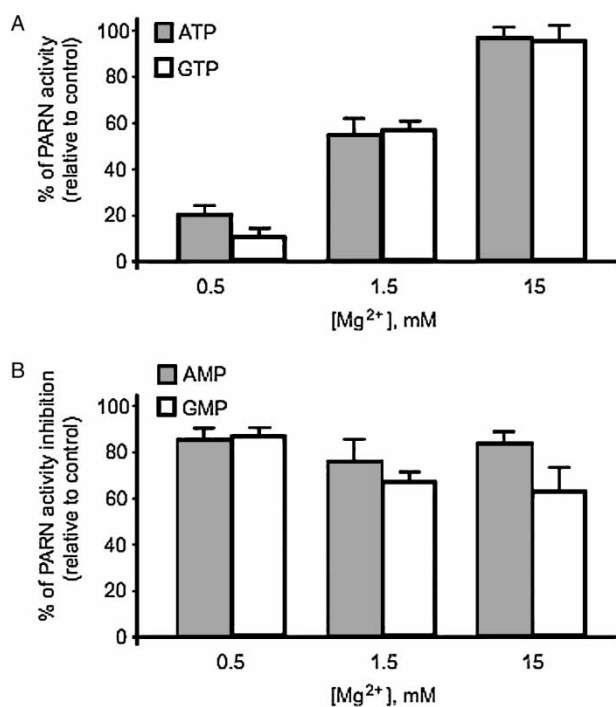 A
ATP
GTP
% of PARN activity
(relative to control)
100
80
60
40
20
0
0.5
1.5
15
[Mg²⁺], mM
B
AMP
GMP
% of PARN activity inhibition
(relative to control)
100
80
60
40
20
0
0.5
1.5
15
[Mg²⁺], mM